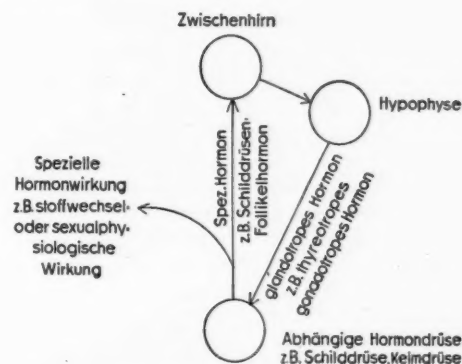 Zwischenhirn
Hypophyse
Spezielle
Hormonwirkung
z.B. stoffwechsel-
oder sexualphy-
siologische
Wirkung
Spez. Hormon
z.B. Schilddrüsen-
Follikelhormon
glandotropes Hormon
z.B. thyreotropes
gonadotropes Hormon
Abhängige Hormondrüse
z.B. Schilddrüse, Keimdrüse